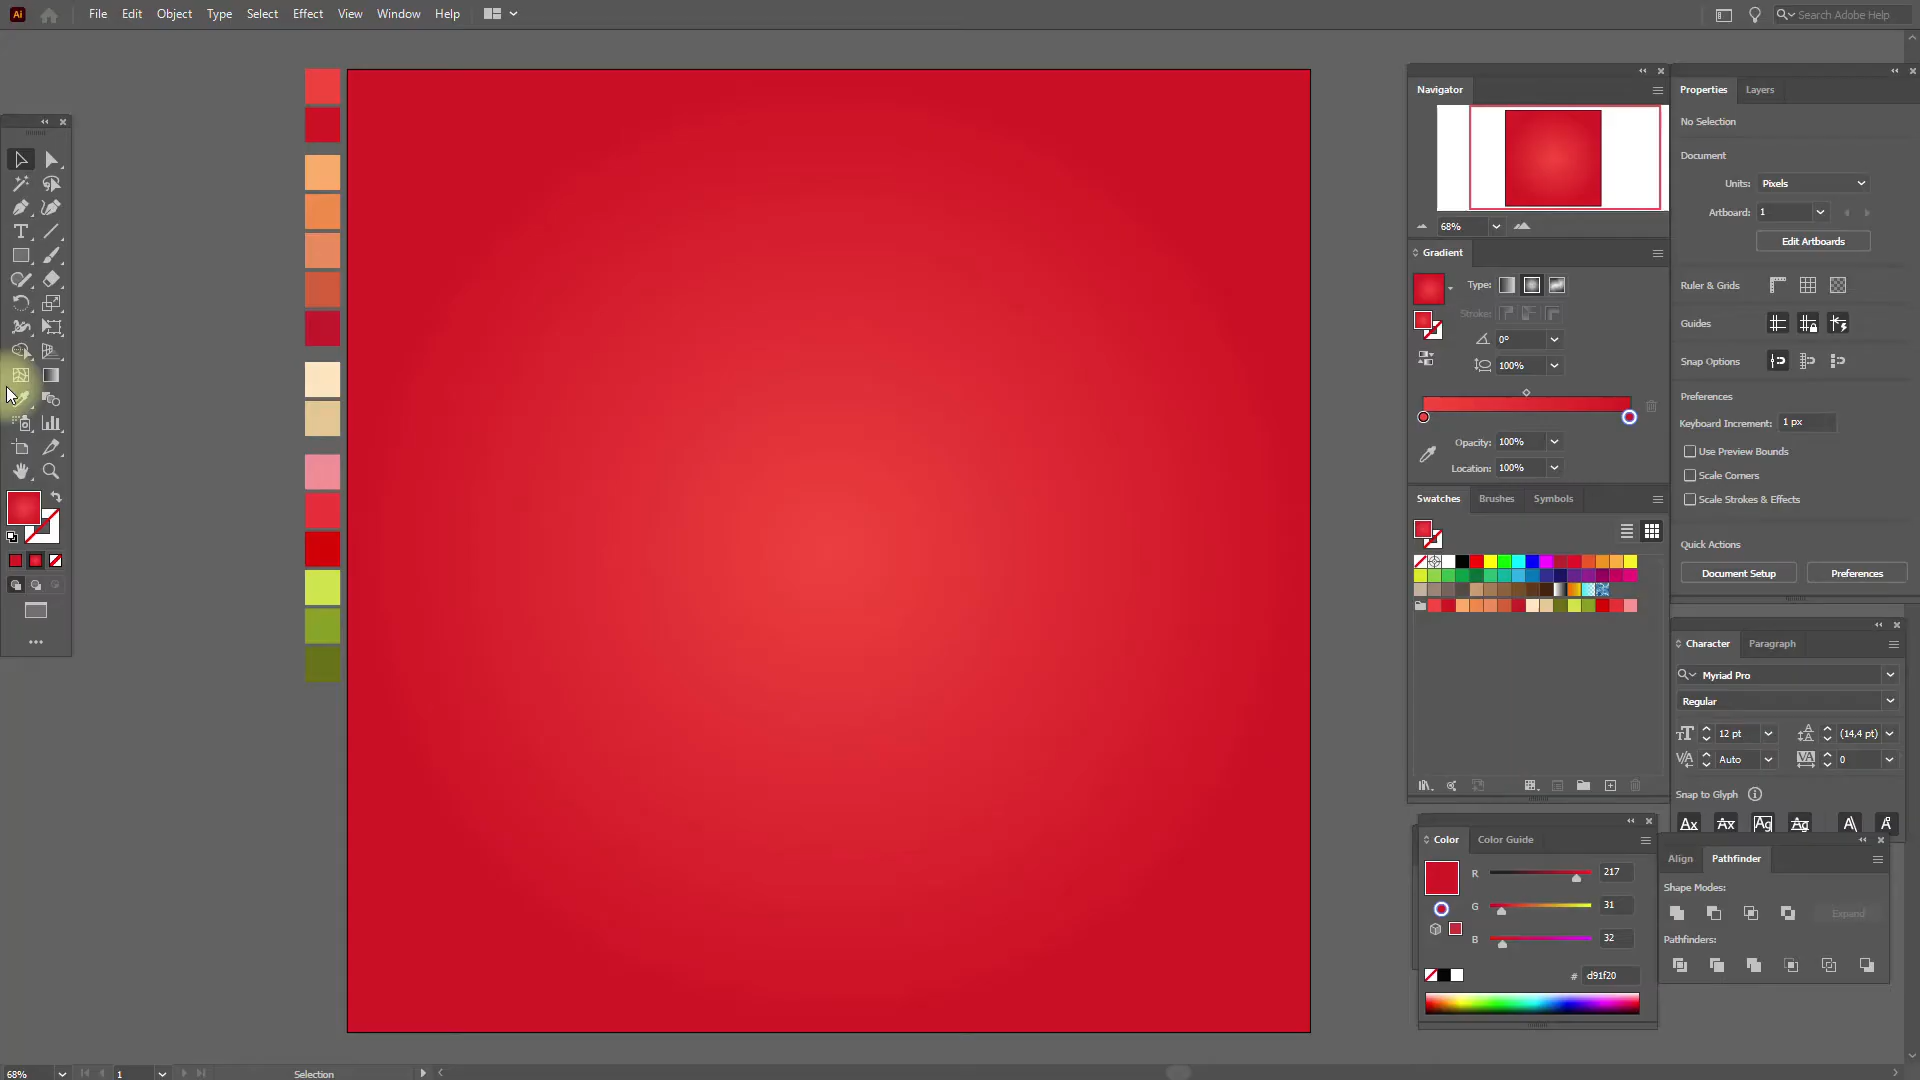 Ai File Edit Object Type Select Effect View Window Help Search Adobe Help
Navigator
68%
Gradient
Type:
Stroke:
0°
100%
Opacity: 100%
Location: 100%
Swatches Brushes Symbols
Color Color Guide
R 217
G 31
B 32
# d91f20
Properties Layers
No Selection
Document
Units: Pixels
Artboard: 1
Edit Artboards
Ruler & Grids
Guides
Snap Options
Preferences
Keyboard Increment: 1 px
Use Preview Bounds
Scale Corners
Scale Strokes & Effects
Quick Actions
Document Setup Preferences
Character Paragraph
Myriad Pro
Regular
12 pt (14,4 pt)
Auto 0
Snap to Glyph
Align Pathfinder
Shape Modes:
Expand
Pathfinders:
68% 1 Selection